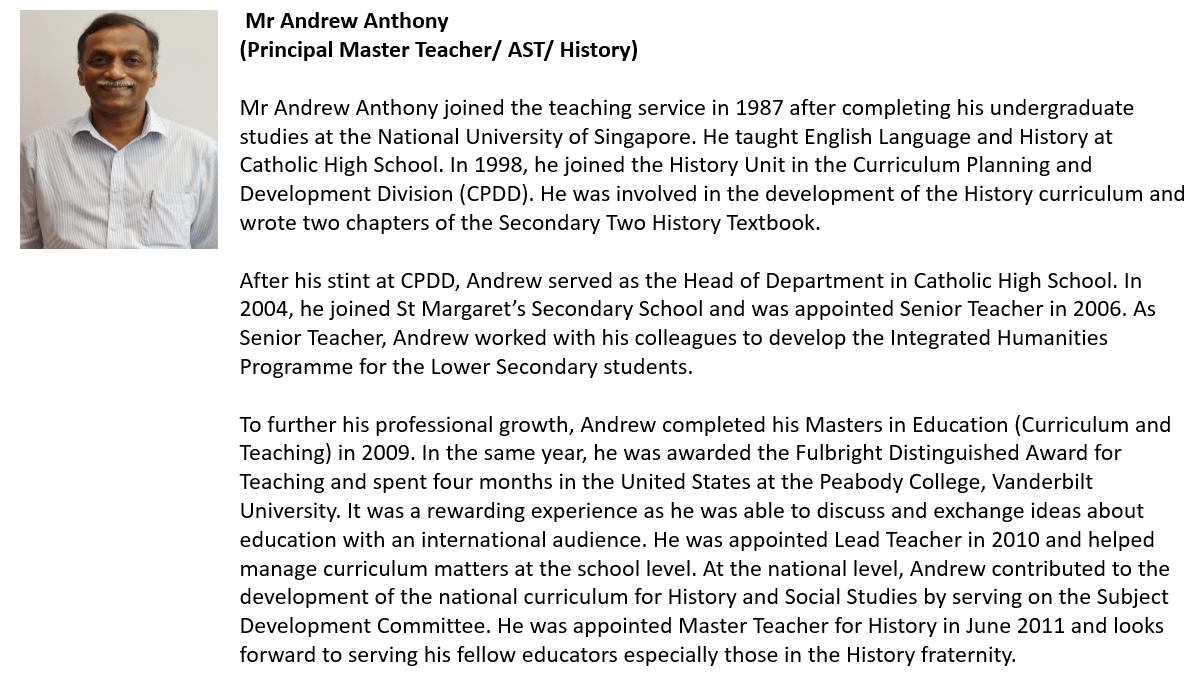 Mr Andrew Anthony
(Principal Master Teacher/ AST/ History)
Mr Andrew Anthony joined the teaching service in 1987 after completing his undergraduate
studies at the National University of Singapore. He taught English Language and History at
Catholic High School. In 1998, he joined the History Unit in the Curriculum Planning and
Development Division (CPDD). He was involved in the development of the History curriculum and
wrote two chapters of the Secondary Two History Textbook.
After his stint at CPDD, Andrew served as the Head of Department in Catholic High School. In
2004, he joined St Margaret’s Secondary School and was appointed Senior Teacher in 2006. As
Senior Teacher, Andrew worked with his colleagues to develop the Integrated Humanities
Programme for the Lower Secondary students.
To further his professional growth, Andrew completed his Masters in Education (Curriculum and
Teaching) in 2009. In the same year, he was awarded the Fulbright Distinguished Award for
Teaching and spent four months in the United States at the Peabody College, Vanderbilt
University. It was a rewarding experience as he was able to discuss and exchange ideas about
education with an international audience. He was appointed Lead Teacher in 2010 and helped
manage curriculum matters at the school level. At the national level, Andrew contributed to the
development of the national curriculum for History and Social Studies by serving on the Subject
Development Committee. He was appointed Master Teacher for History in June 2011 and looks
forward to serving his fellow educators especially those in the History fraternity.